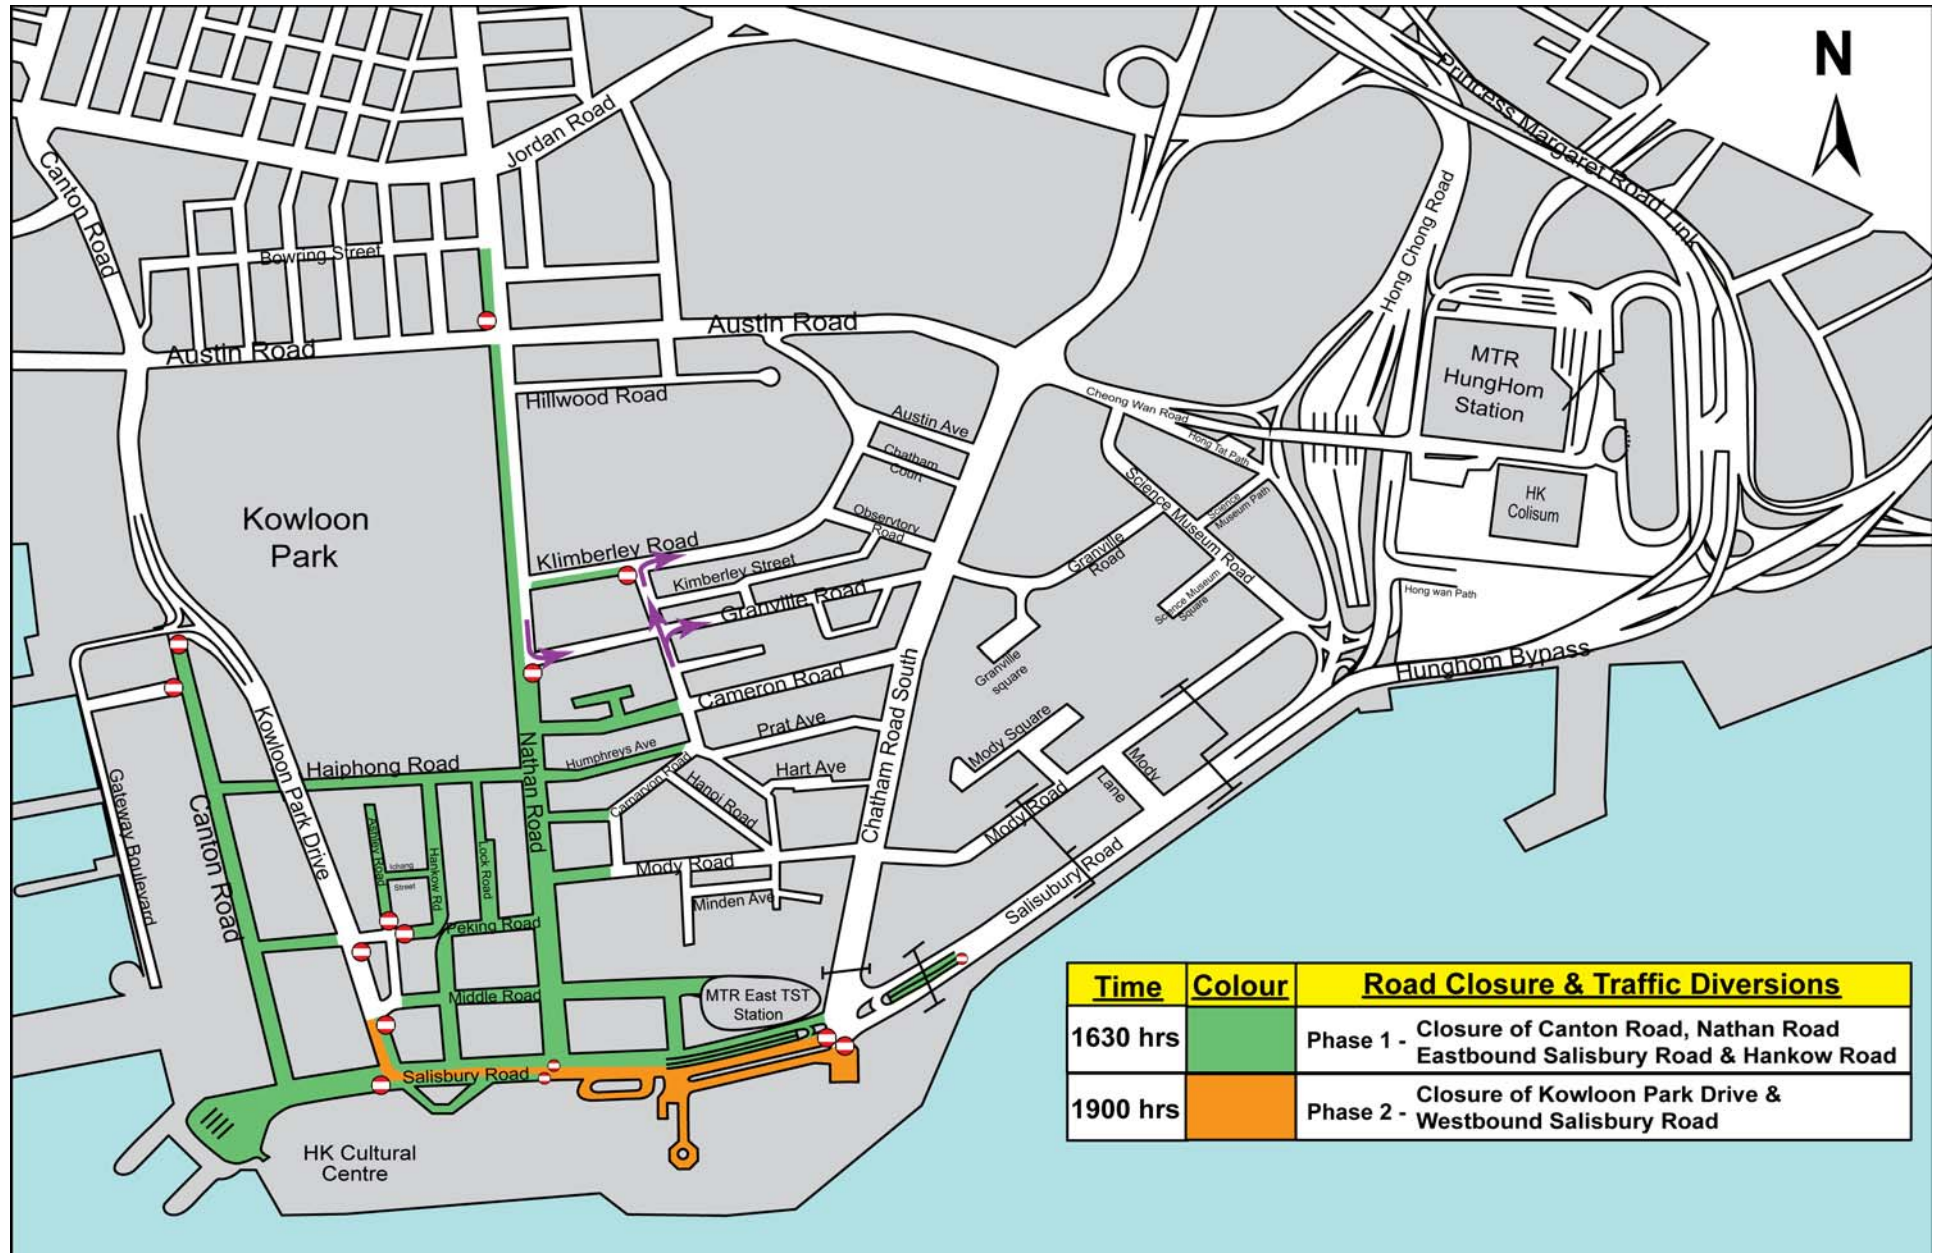 N
Princess Margaret Road Link
Jordan Road
Canton Road
Hong Chong Road
Bowring Street
Austin Road
Austin Road
MTR
HungHom
Station
Hillwood Road
Cheong Wan Road
Austin Ave
Hong Tat Path
Chatham
Court
Science Museum Road
Science
Museum Path
HK
Colisum
Kowloon
Park
Observtory
Road
Klimberley Road
Kimberley Street
Granville
Road
Granville Road
Science Museum
Square
Hong wan Path
Hunghom Bypass
Granville
square
Cameron Road
Chatham Road South
Kowloon Park Drive
Prat Ave
Mody Square
Nathan Road
Humphreys Ave
Haiphong Road
Carnarvon Road
Hanoi Road
Hart Ave
Mody
Lane
Gateway Boulevard
Canton Road
Ashley Road
Ichang
Street
Hankow Rd
Lock Road
Mody Road
Mody Road
Minden Ave
Salisubury Road
Peking Road
Middle Road
MTR East TST
Station
Salisbury Road
HK Cultural
Centre
Time Colour Road Closure & Traffic Diversions
1630 hrs Phase 1 - Closure of Canton Road, Nathan Road
Eastbound Salisbury Road & Hankow Road
1900 hrs Phase 2 - Closure of Kowloon Park Drive &
Westbound Salisbury Road